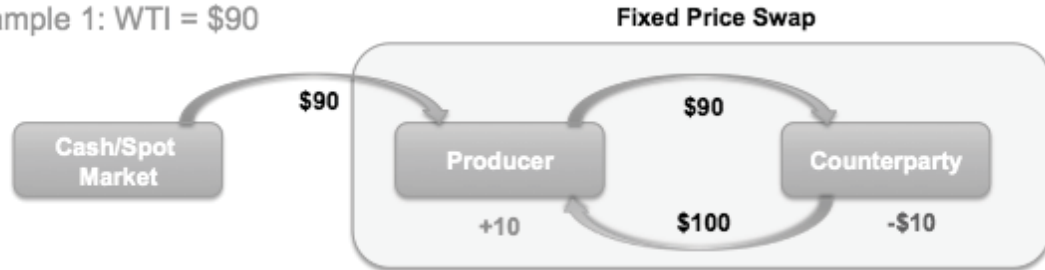 ample 1: WTI = $90
Fixed Price Swap
$90
$90
Cash/Spot
Market
Producer
Counterparty
+10
$100
-$10